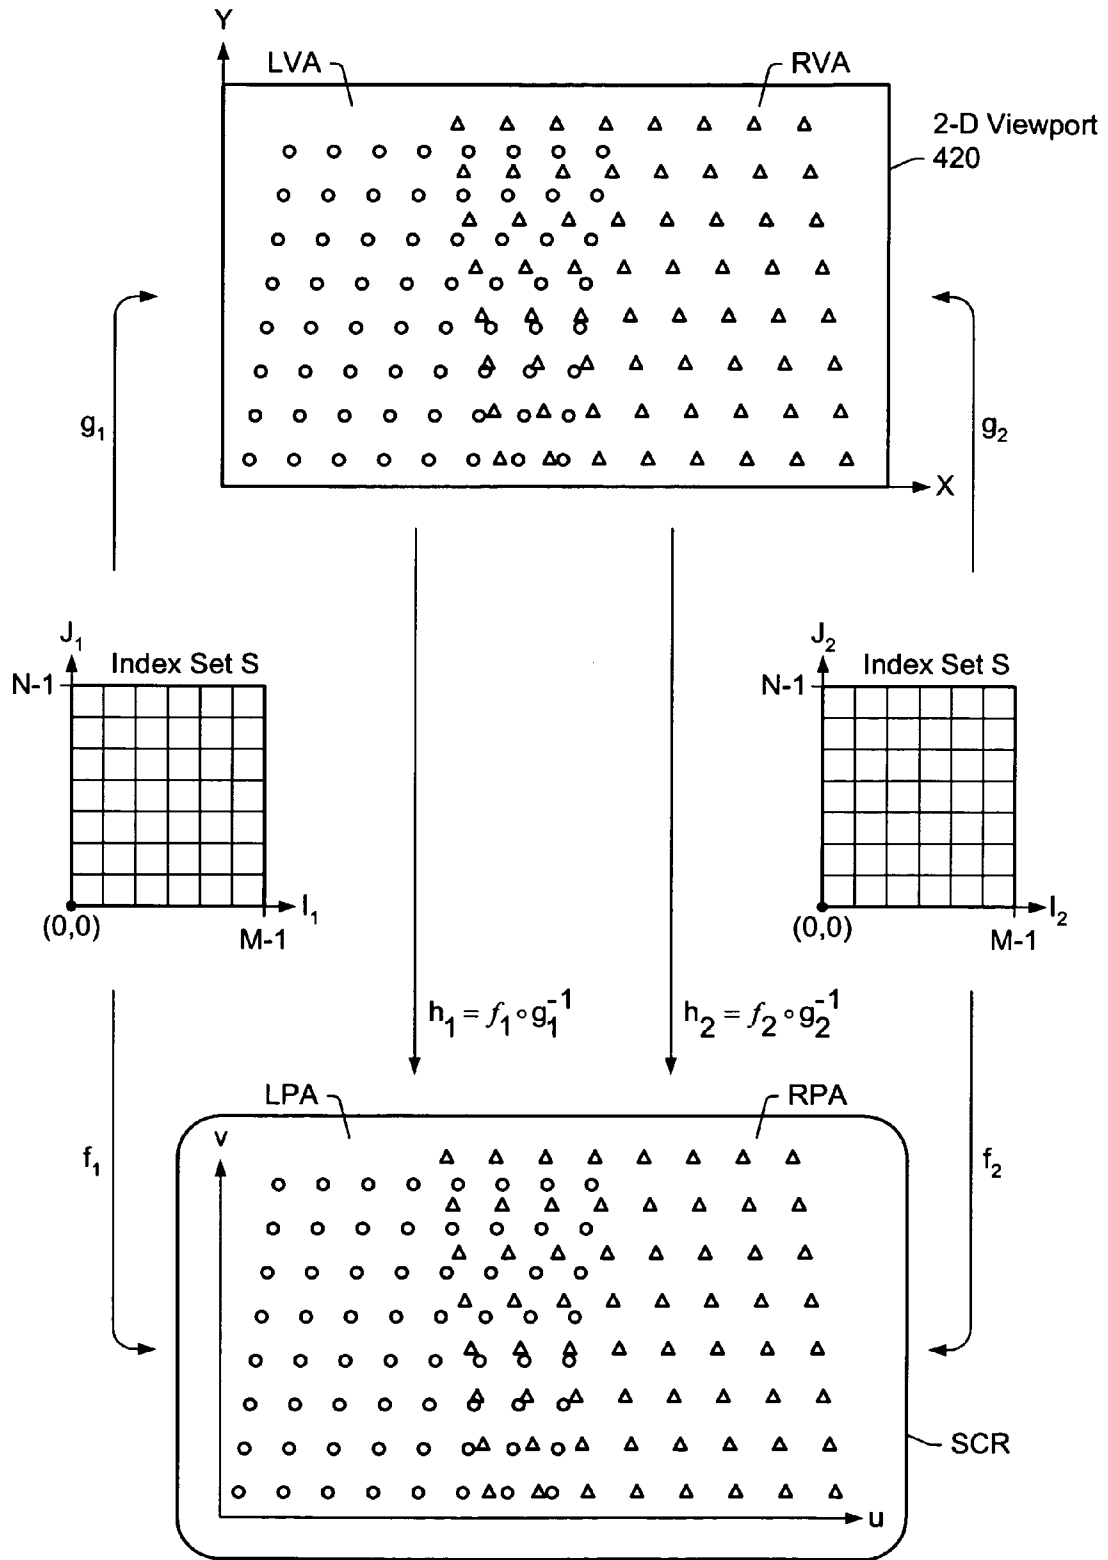 Y
LVA
RVA
2-D Viewport
420
X
g₁
g₂
J₁
Index Set S
N-1
(0,0)
I₁
M-1
J₂
Index Set S
N-1
(0,0)
I₂
M-1
h₁ = f₁ ∘ g₁⁻¹
h₂ = f₂ ∘ g₂⁻¹
LPA
RPA
v
f₁
f₂
SCR
u